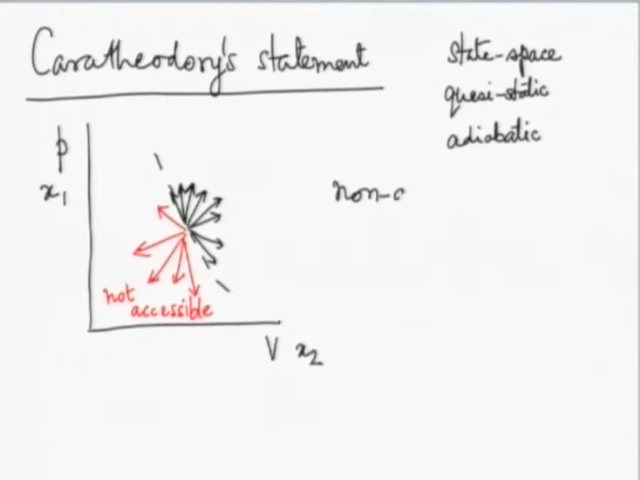 Caratheodory's statement
state-space
quasi-static
adiabatic
p
x1
non-a
not
accessible
V x2